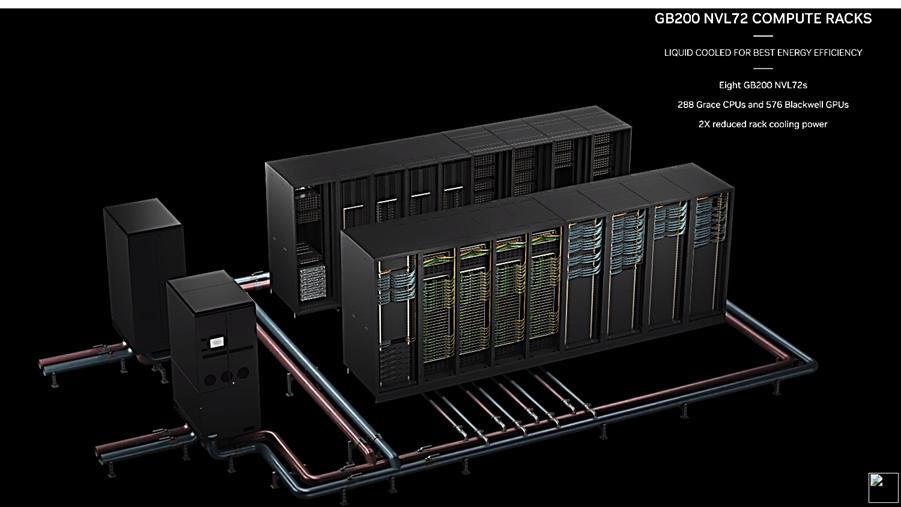 GB200 NVL72 COMPUTE RACKS
LIQUID COOLED FOR BEST ENERGY EFFICIENCY
Eight GB200 NVL72s
288 Grace CPUs and 576 Blackwell GPUs
2X reduced rack cooling power